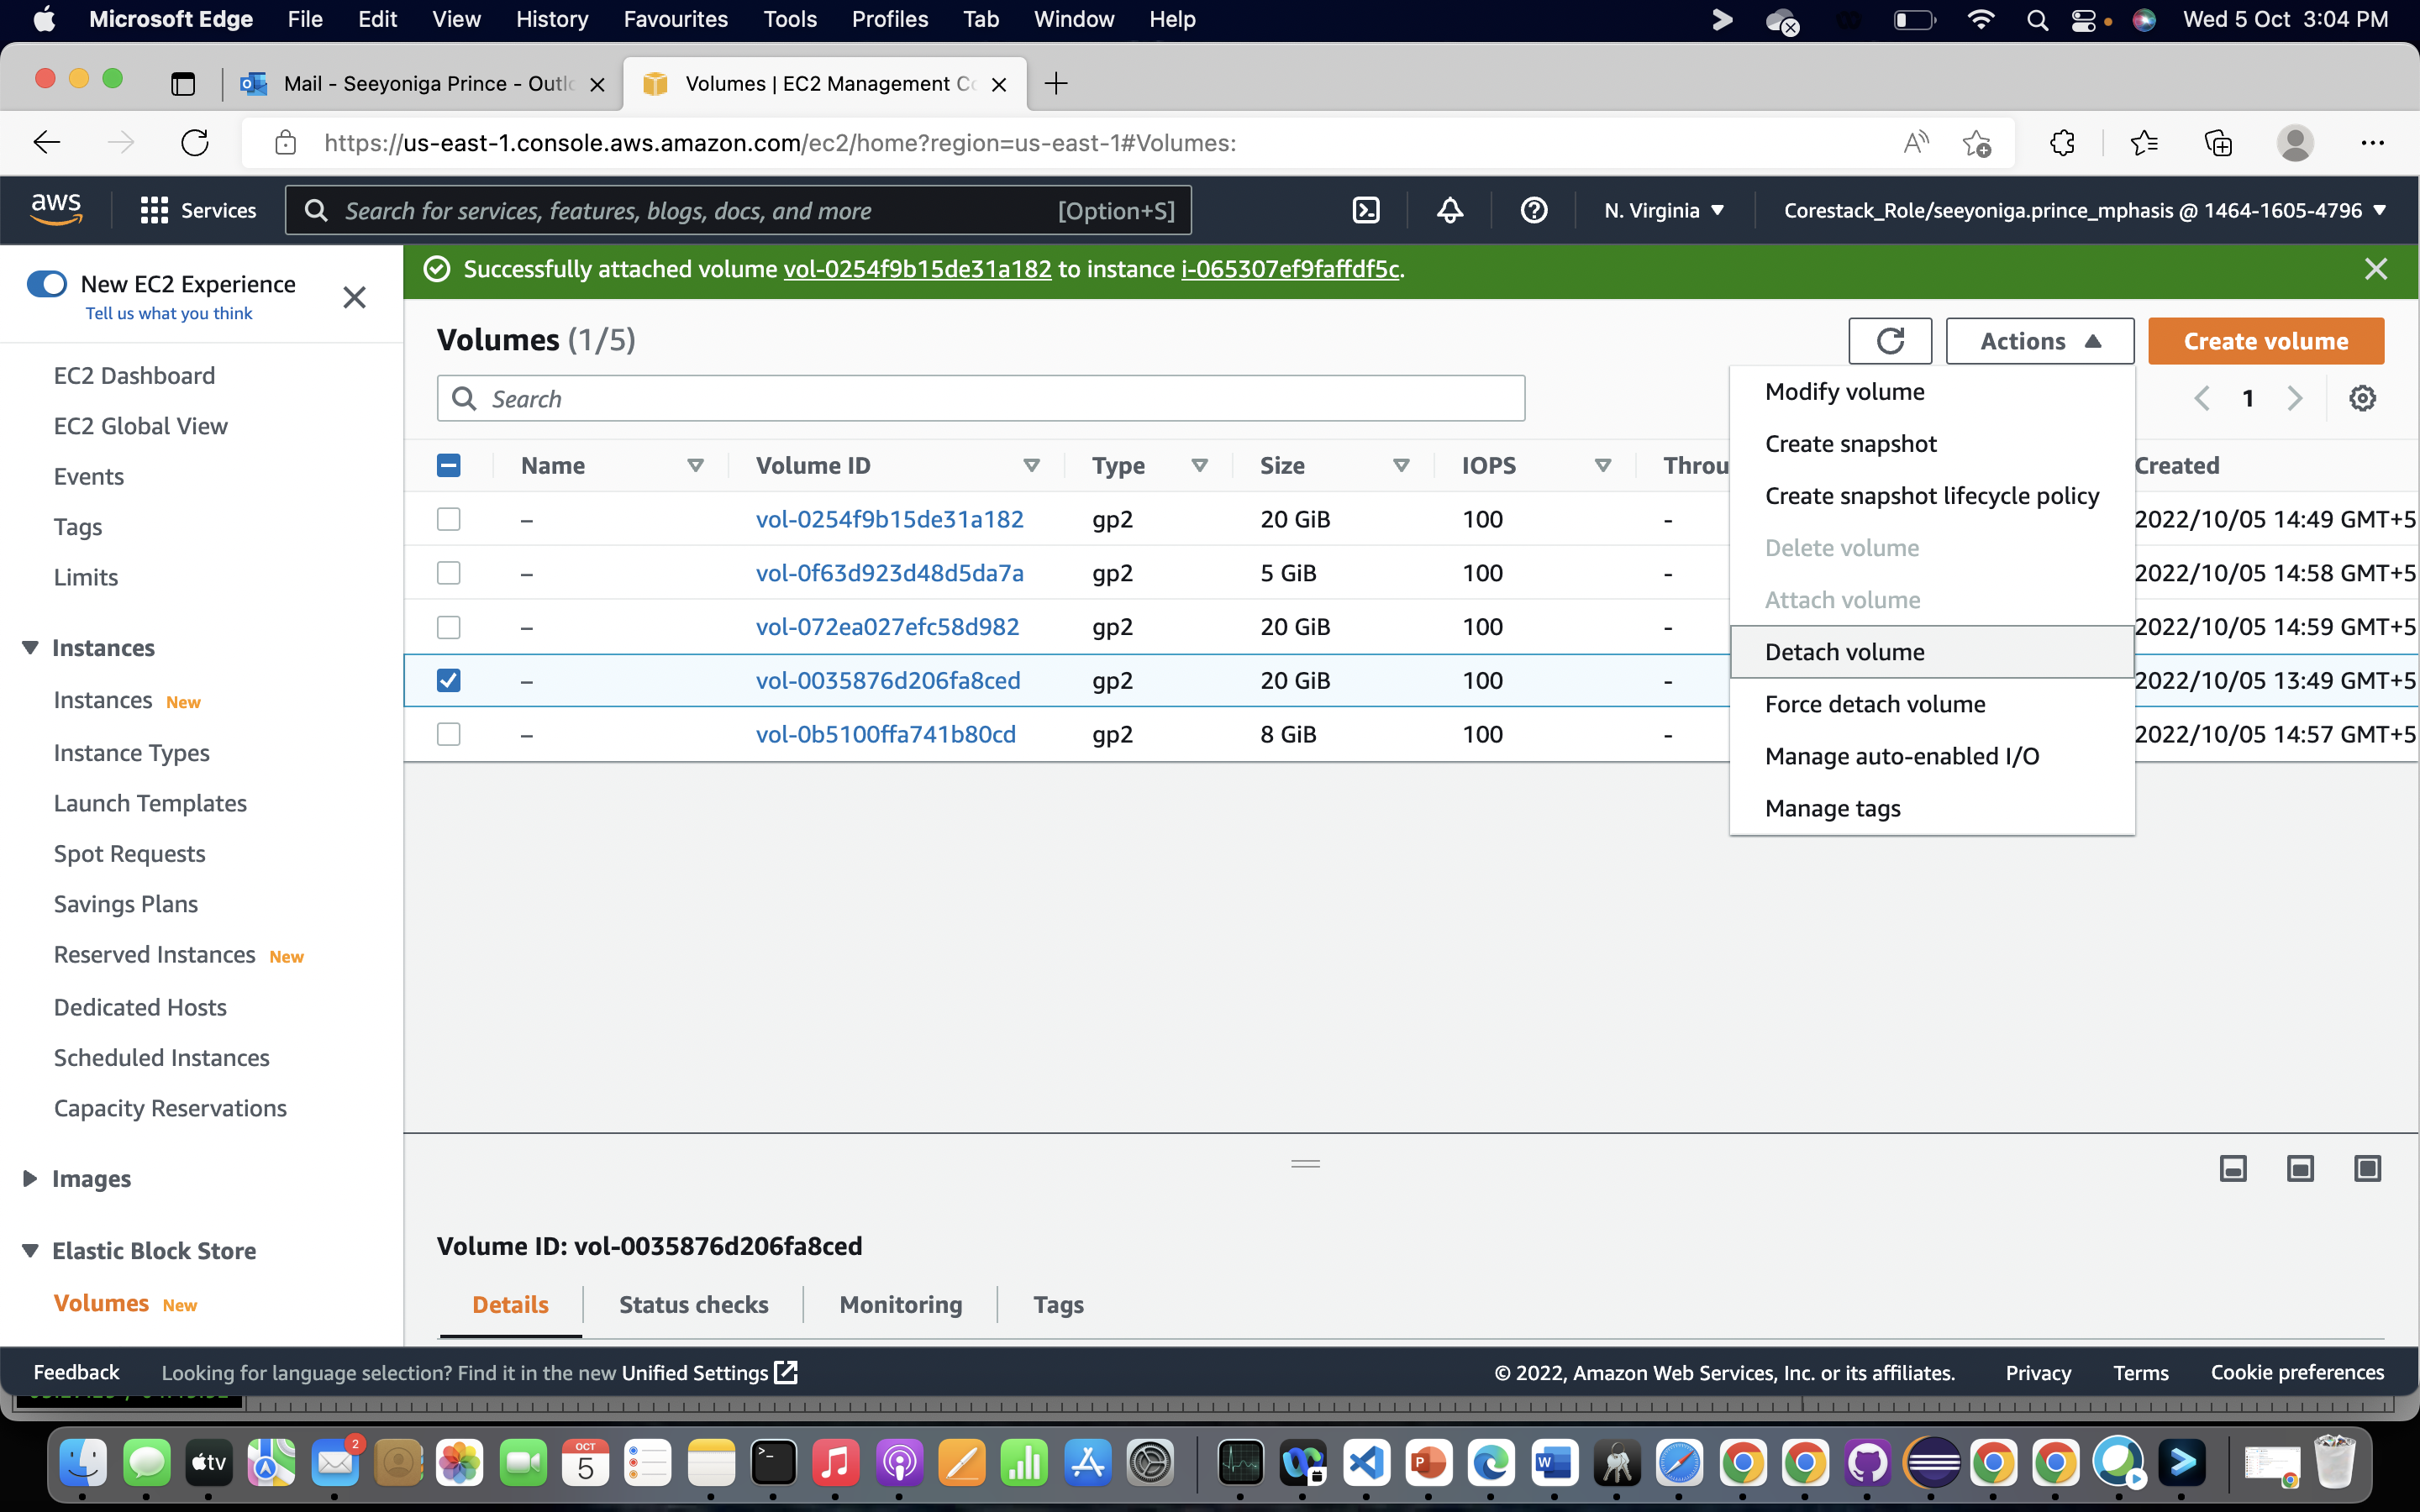 Microsoft Edge File Edit View History Favourites Tools Profiles Tab Window Help Wed 5 Oct 3:04 PM
Mail - Seeyoniga Prince - Outlo Volumes | EC2 Management Co
https://us-east-1.console.aws.amazon.com/ec2/home?region=us-east-1#Volumes:
aws Services Search for services, features, blogs, docs, and more [Option+S] N. Virginia Corestack_Role/seeyoniga.prince_mphasis @ 1464-1605-4796
New EC2 Experience
Tell us what you think
EC2 Dashboard
EC2 Global View
Events
Tags
Limits
Instances
Instances New
Instance Types
Launch Templates
Spot Requests
Savings Plans
Reserved Instances New
Dedicated Hosts
Scheduled Instances
Capacity Reservations
Images
Elastic Block Store
Volumes New
Successfully attached volume vol-0254f9b15de31a182 to instance i-065307ef9faffdf5c.
Volumes (1/5) Actions Create volume
Search 1
Name Volume ID Type Size IOPS Throu Created
– vol-0254f9b15de31a182 gp2 20 GiB 100 - 2022/10/05 14:49 GMT+5
– vol-0f63d923d48d5da7a gp2 5 GiB 100 - 2022/10/05 14:58 GMT+5
– vol-072ea027efc58d982 gp2 20 GiB 100 - 2022/10/05 14:59 GMT+5
– vol-0035876d206fa8ced gp2 20 GiB 100 - 2022/10/05 13:49 GMT+5
– vol-0b5100ffa741b80cd gp2 8 GiB 100 - 2022/10/05 14:57 GMT+5
Modify volume
Create snapshot
Create snapshot lifecycle policy
Delete volume
Attach volume
Detach volume
Force detach volume
Manage auto-enabled I/O
Manage tags
Volume ID: vol-0035876d206fa8ced
Details Status checks Monitoring Tags
Feedback Looking for language selection? Find it in the new Unified Settings © 2022, Amazon Web Services, Inc. or its affiliates. Privacy Terms Cookie preferences
tv 2 OCT 5 P W